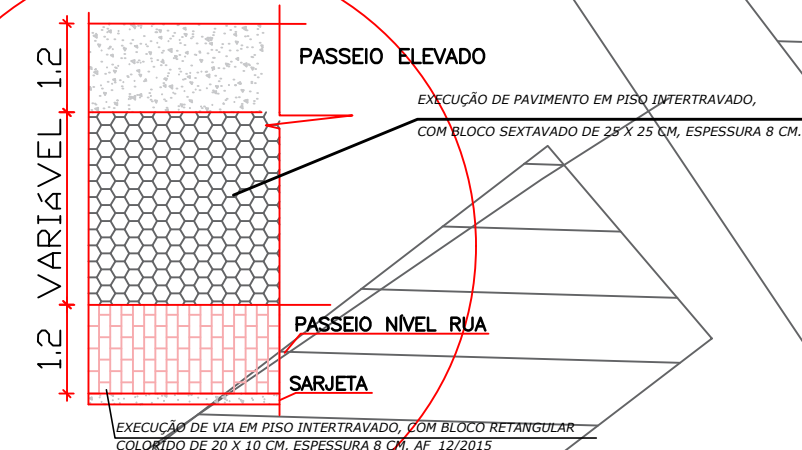 1.2
PASSEIO ELEVADO
EXECUÇÃO DE PAVIMENTO EM PISO INTERTRAVADO,
COM BLOCO SEXTAVADO DE 25 X 25 CM, ESPESSURA 8 CM.
VARIÁVEL
PASSEIO NÍVEL RUA
1.2
SARJETA
EXECUÇÃO DE VIA EM PISO INTERTRAVADO, COM BLOCO RETANGULAR
COLORIDO DE 20 X 10 CM, ESPESSURA 8 CM. AF_12/2015